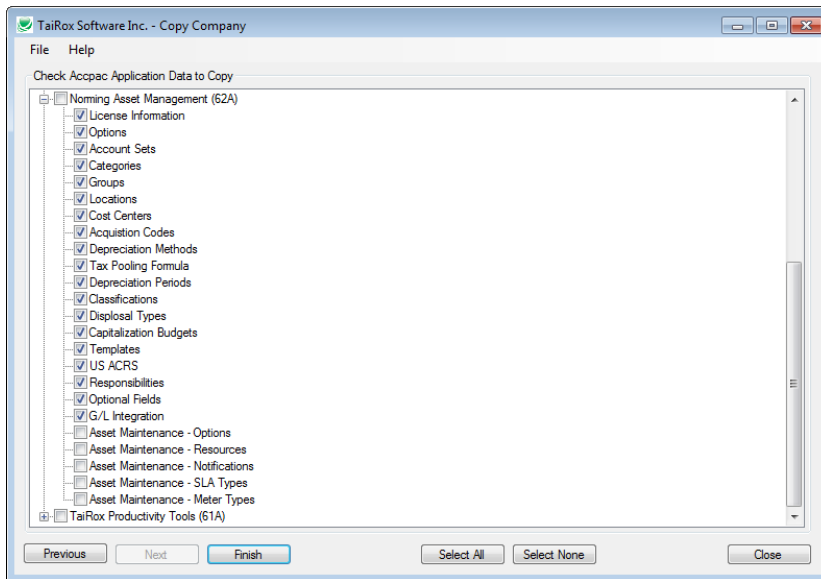 TaiRox Software Inc. - Copy Company
File Help
Check Accpac Application Data to Copy
Norming Asset Management (62A)
License Information
Options
Account Sets
Categories
Groups
Locations
Cost Centers
Acquistion Codes
Depreciation Methods
Tax Pooling Formula
Depreciation Periods
Classifications
Displosal Types
Capitalization Budgets
Templates
US ACRS
Responsibilities
Optional Fields
G/L Integration
Asset Maintenance - Options
Asset Maintenance - Resources
Asset Maintenance - Notifications
Asset Maintenance - SLA Types
Asset Maintenance - Meter Types
TaiRox Productivity Tools (61A)
Previous Next Finish Select All Select None Close